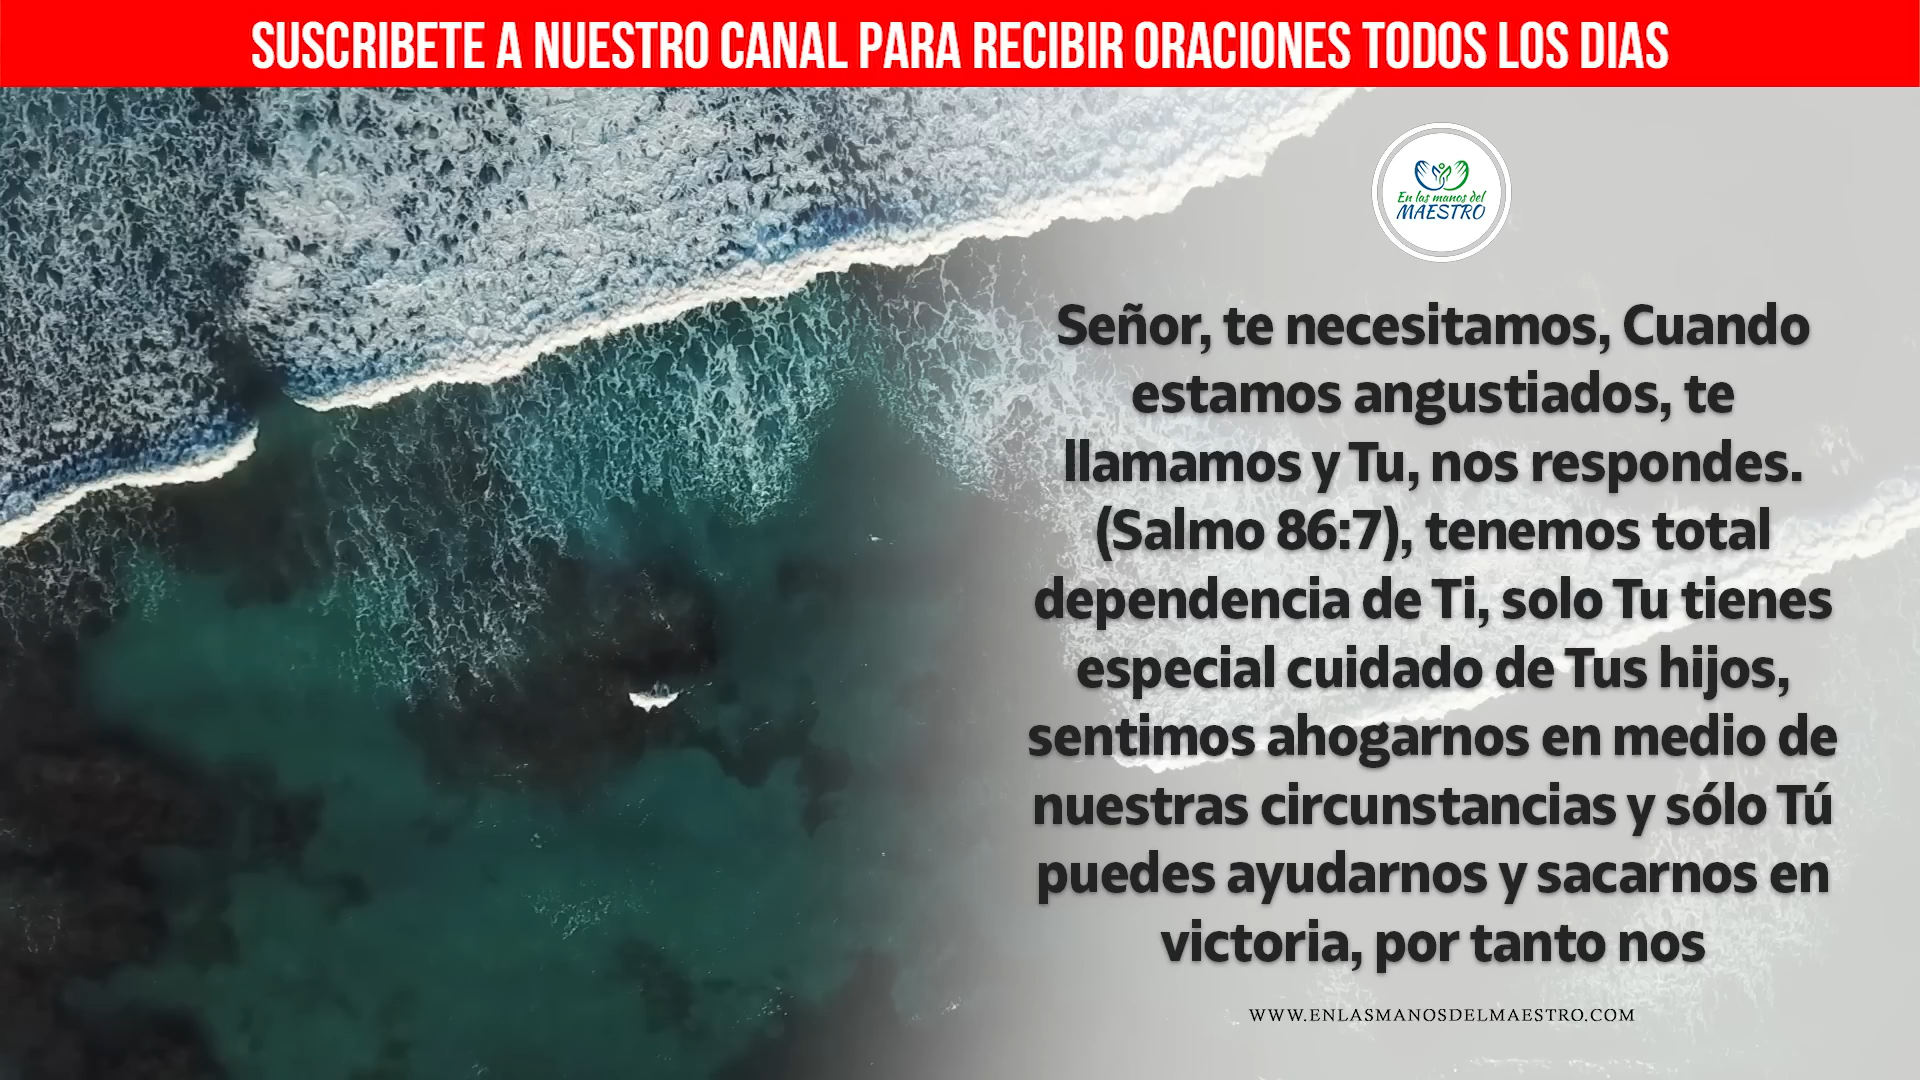 SUSCRIBETE A NUESTRO CANAL PARA RECIBIR ORACIONES TODOS LOS DIAS
En las manos del
MAESTRO
Señor, te necesitamos, Cuando
estamos angustiados, te
llamamos y Tu, nos respondes.
(Salmo 86:7), tenemos total
dependencia de Ti, solo Tu tienes
especial cuidado de Tus hijos,
sentimos ahogarnos en medio de
nuestras circunstancias y sólo Tú
puedes ayudarnos y sacarnos en
victoria, por tanto nos
WWW.ENLASMANOSDELMAESTRO.COM